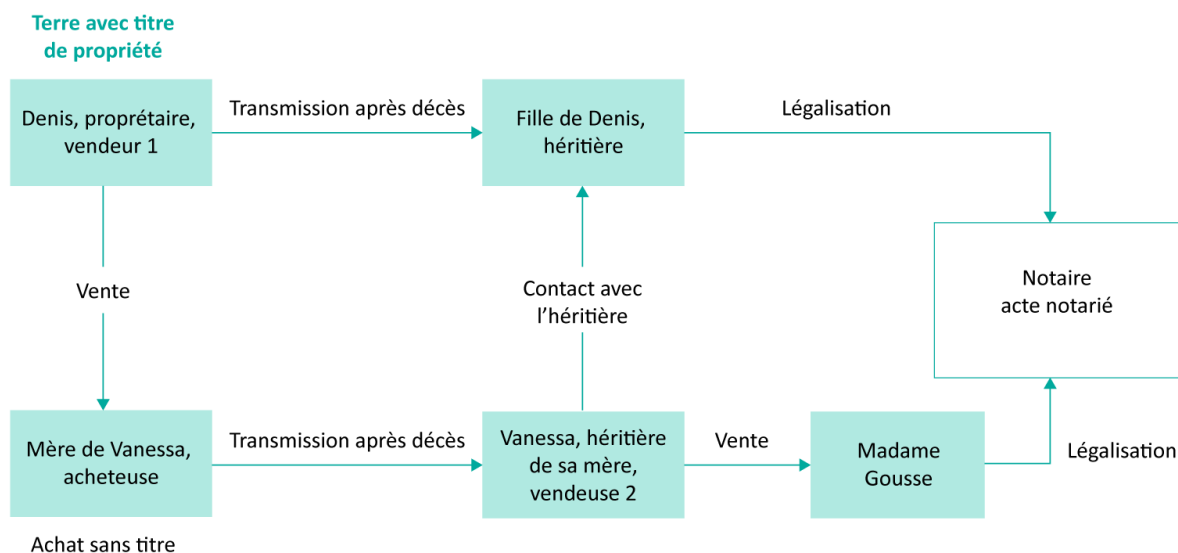 Terre avec titre
de propriété
Denis, proprétaire,
vendeur 1
Transmission après décès
Fille de Denis,
héritière
Légalisation
Vente
Contact avec
l’héritière
Notaire
acte notarié
Mère de Vanessa,
acheteuse
Transmission après décès
Vanessa, héritière
de sa mère,
vendeuse 2
Vente
Madame
Gousse
Légalisation
Achat sans titre